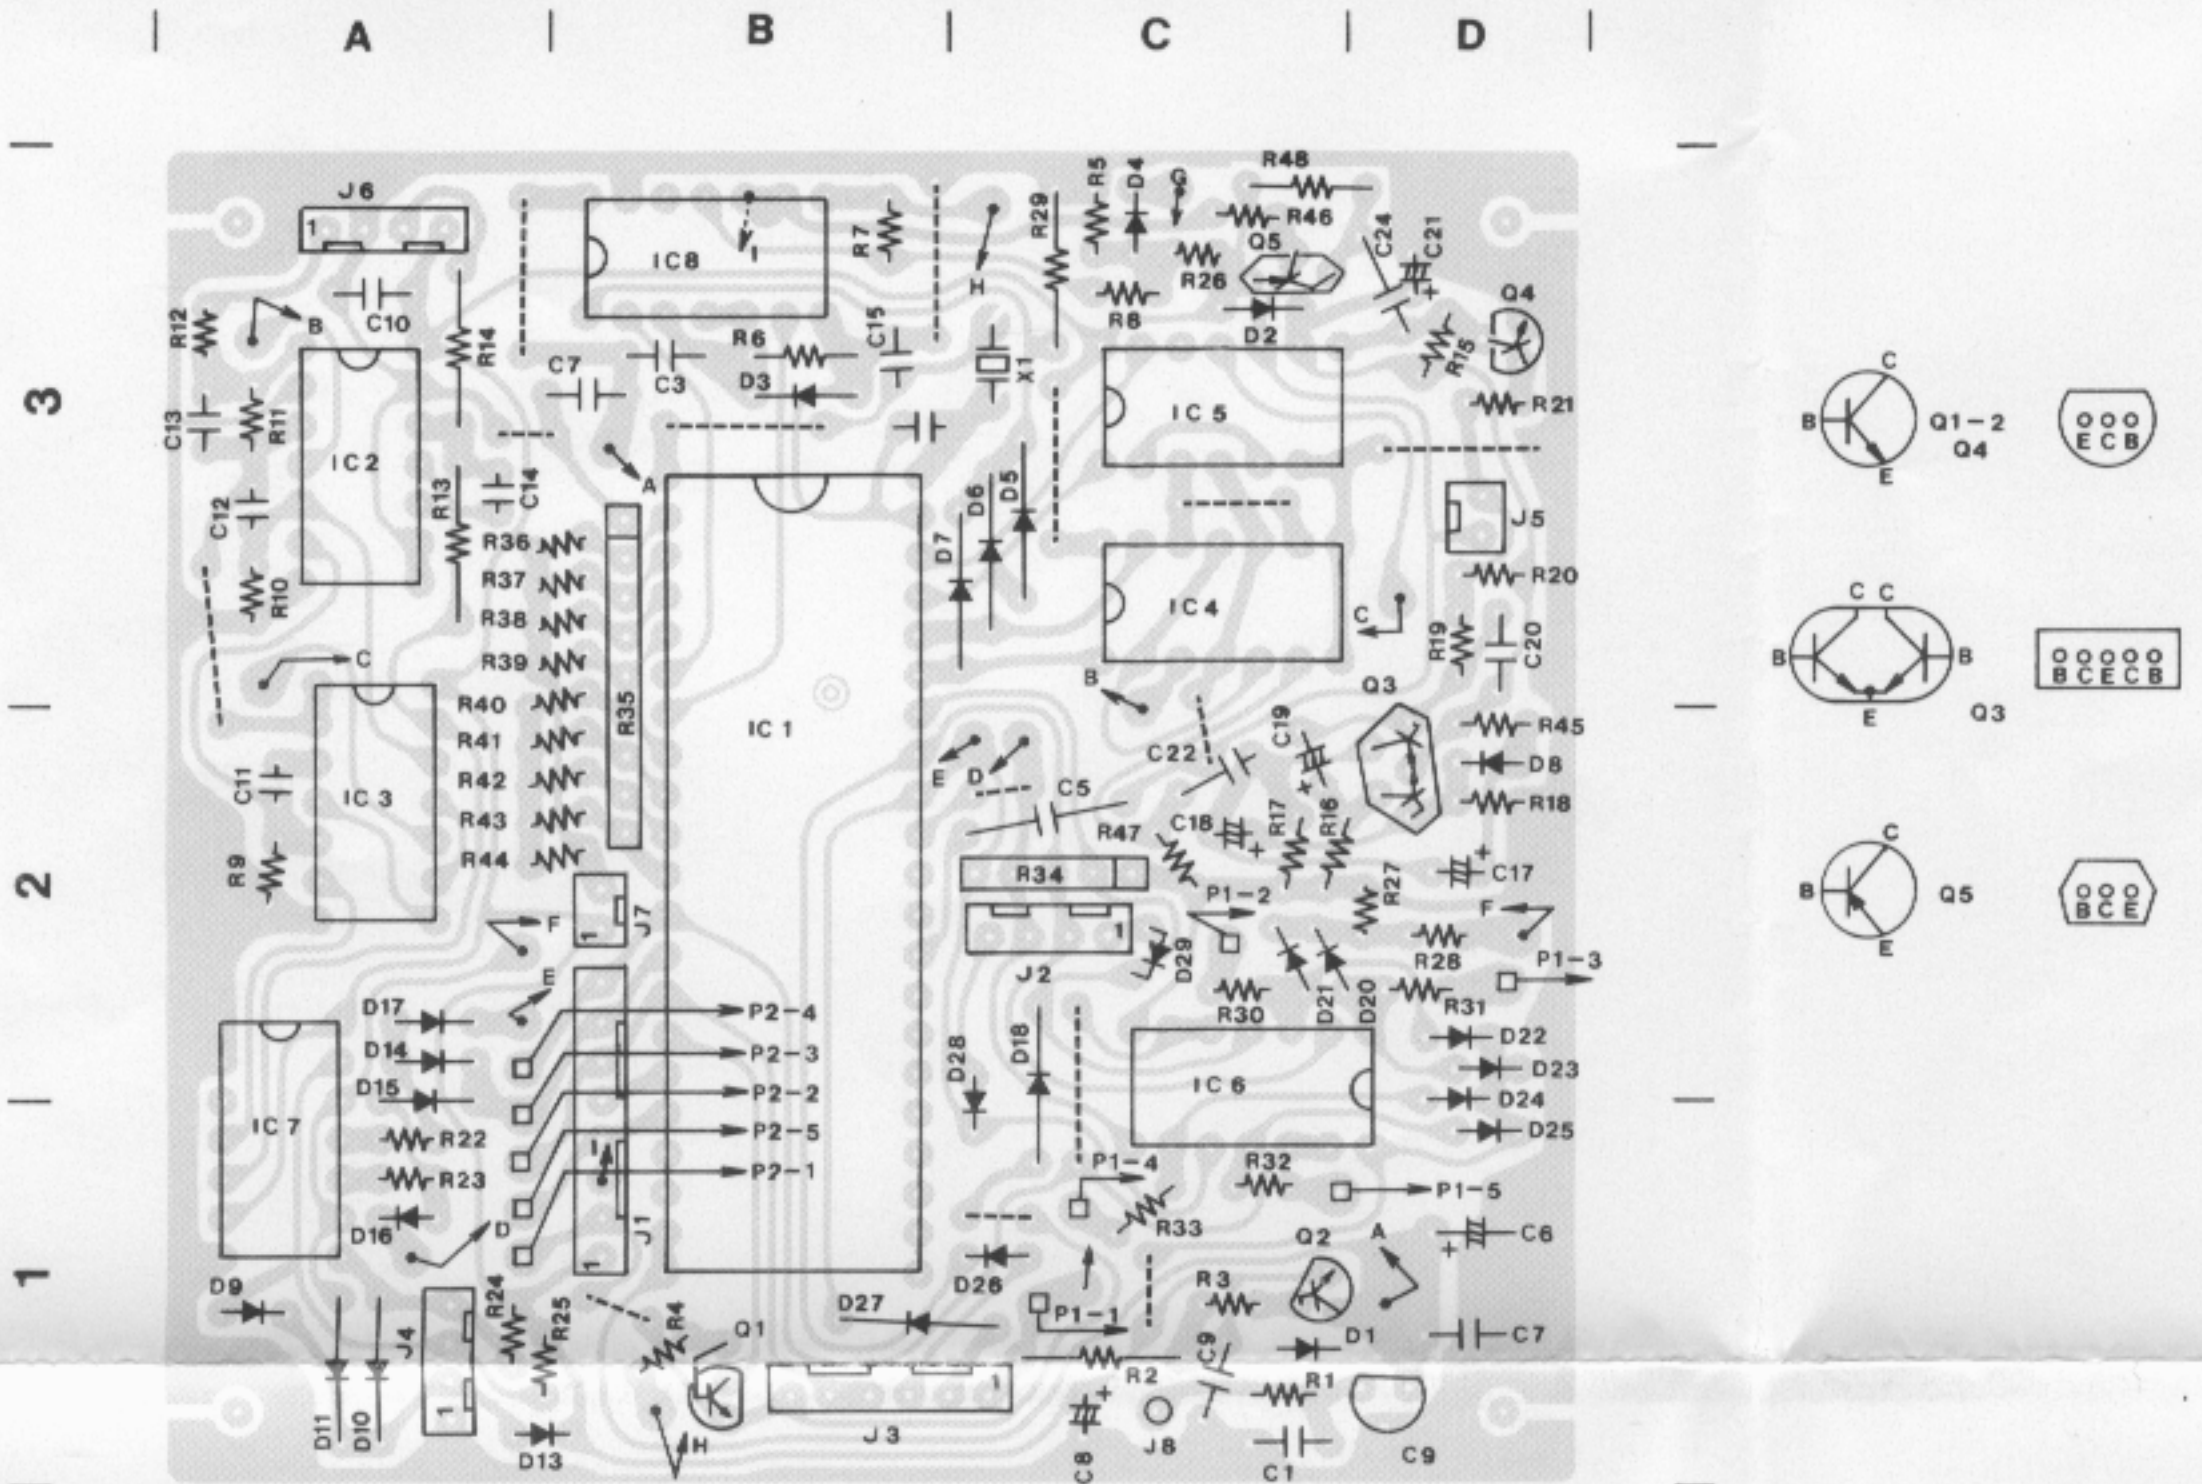 A B C D
3
2
1
J6
1
IC8
I
R7
R29
R5
D4
G
R48
R46
Q5
R26
R8
D2
C24
C21
+
Q4
R15
H
R12
B
C10
R14
C7
C3
R6
D3
C15
X1
IC5
R21
C13
R11
IC2
A
R13
C14
C12
R10
D7
D6
D5
J5
R20
IC4
C
R19
C20
Q3
R36
R37
R38
R39
R40
R41
R42
R43
R44
R35
IC1
C
B
C11
IC3
R9
E
D
C5
C22
C19
+
R47
C18
+
R17
R16
R45
D8
R18
R34
P1-2
R27
+
C17
F
F
J7
1
1
J2
D29
R28
P1-3
R31
E
D17
D14
D15
P2-4
P2-3
P2-2
P2-5
P2-1
R30
D21
D20
D28
D18
IC6
D22
D23
D24
D25
IC7
R22
R23
D16
D
I
J1
1
P1-4
R33
R32
P1-5
C6
+
D26
Q2
A
R3
P1-1
D9
D11
D10
J4
1
R24
R25
D13
R4
Q1
H
D27
J3
1
R2
C8
+
C9
J8
R1
C1
D1
C7
C9
C
B
E
Q1-2
Q4
E C B
C C
B B
E
Q3
B C E C B
C
B
E
Q5
B C E